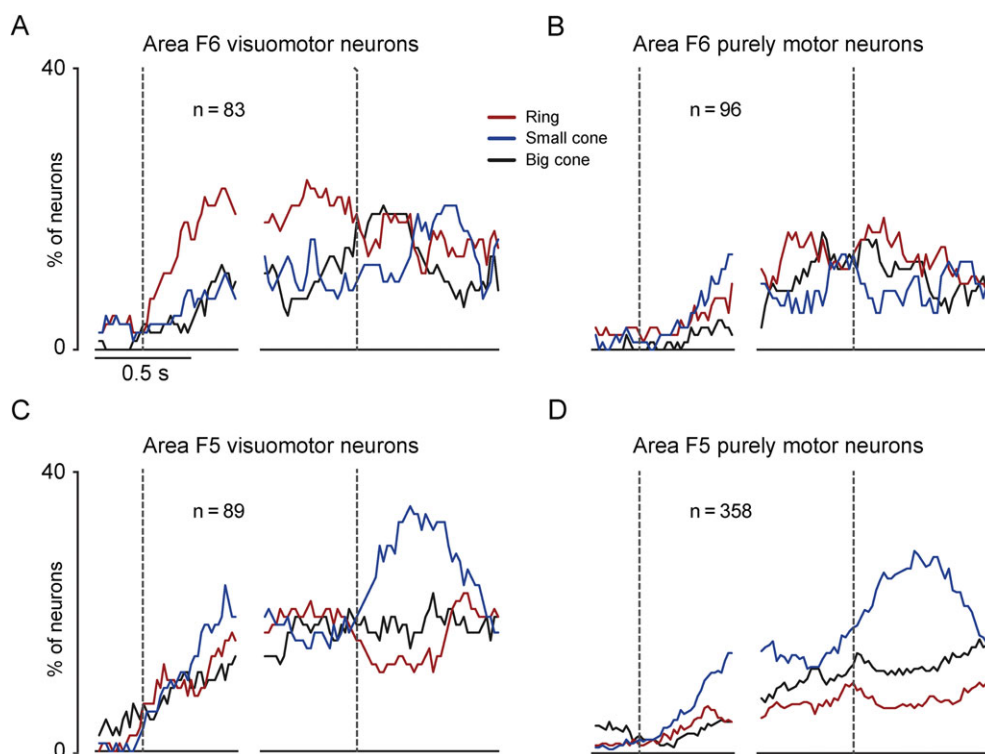 A
Area F6 visuomotor neurons
40
n = 83
% of neurons
0
0.5 s
B
Area F6 purely motor neurons
n = 96
Ring
Small cone
Big cone
C
Area F5 visuomotor neurons
40
n = 89
% of neurons
0
D
Area F5 purely motor neurons
n = 358